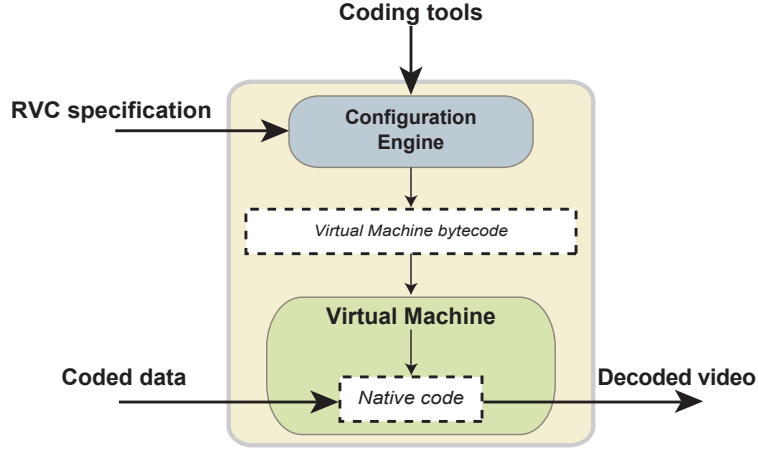 Coding tools
RVC specification
Configuration
Engine
Virtual Machine bytecode
Virtual Machine
Coded data
Native code
Decoded video